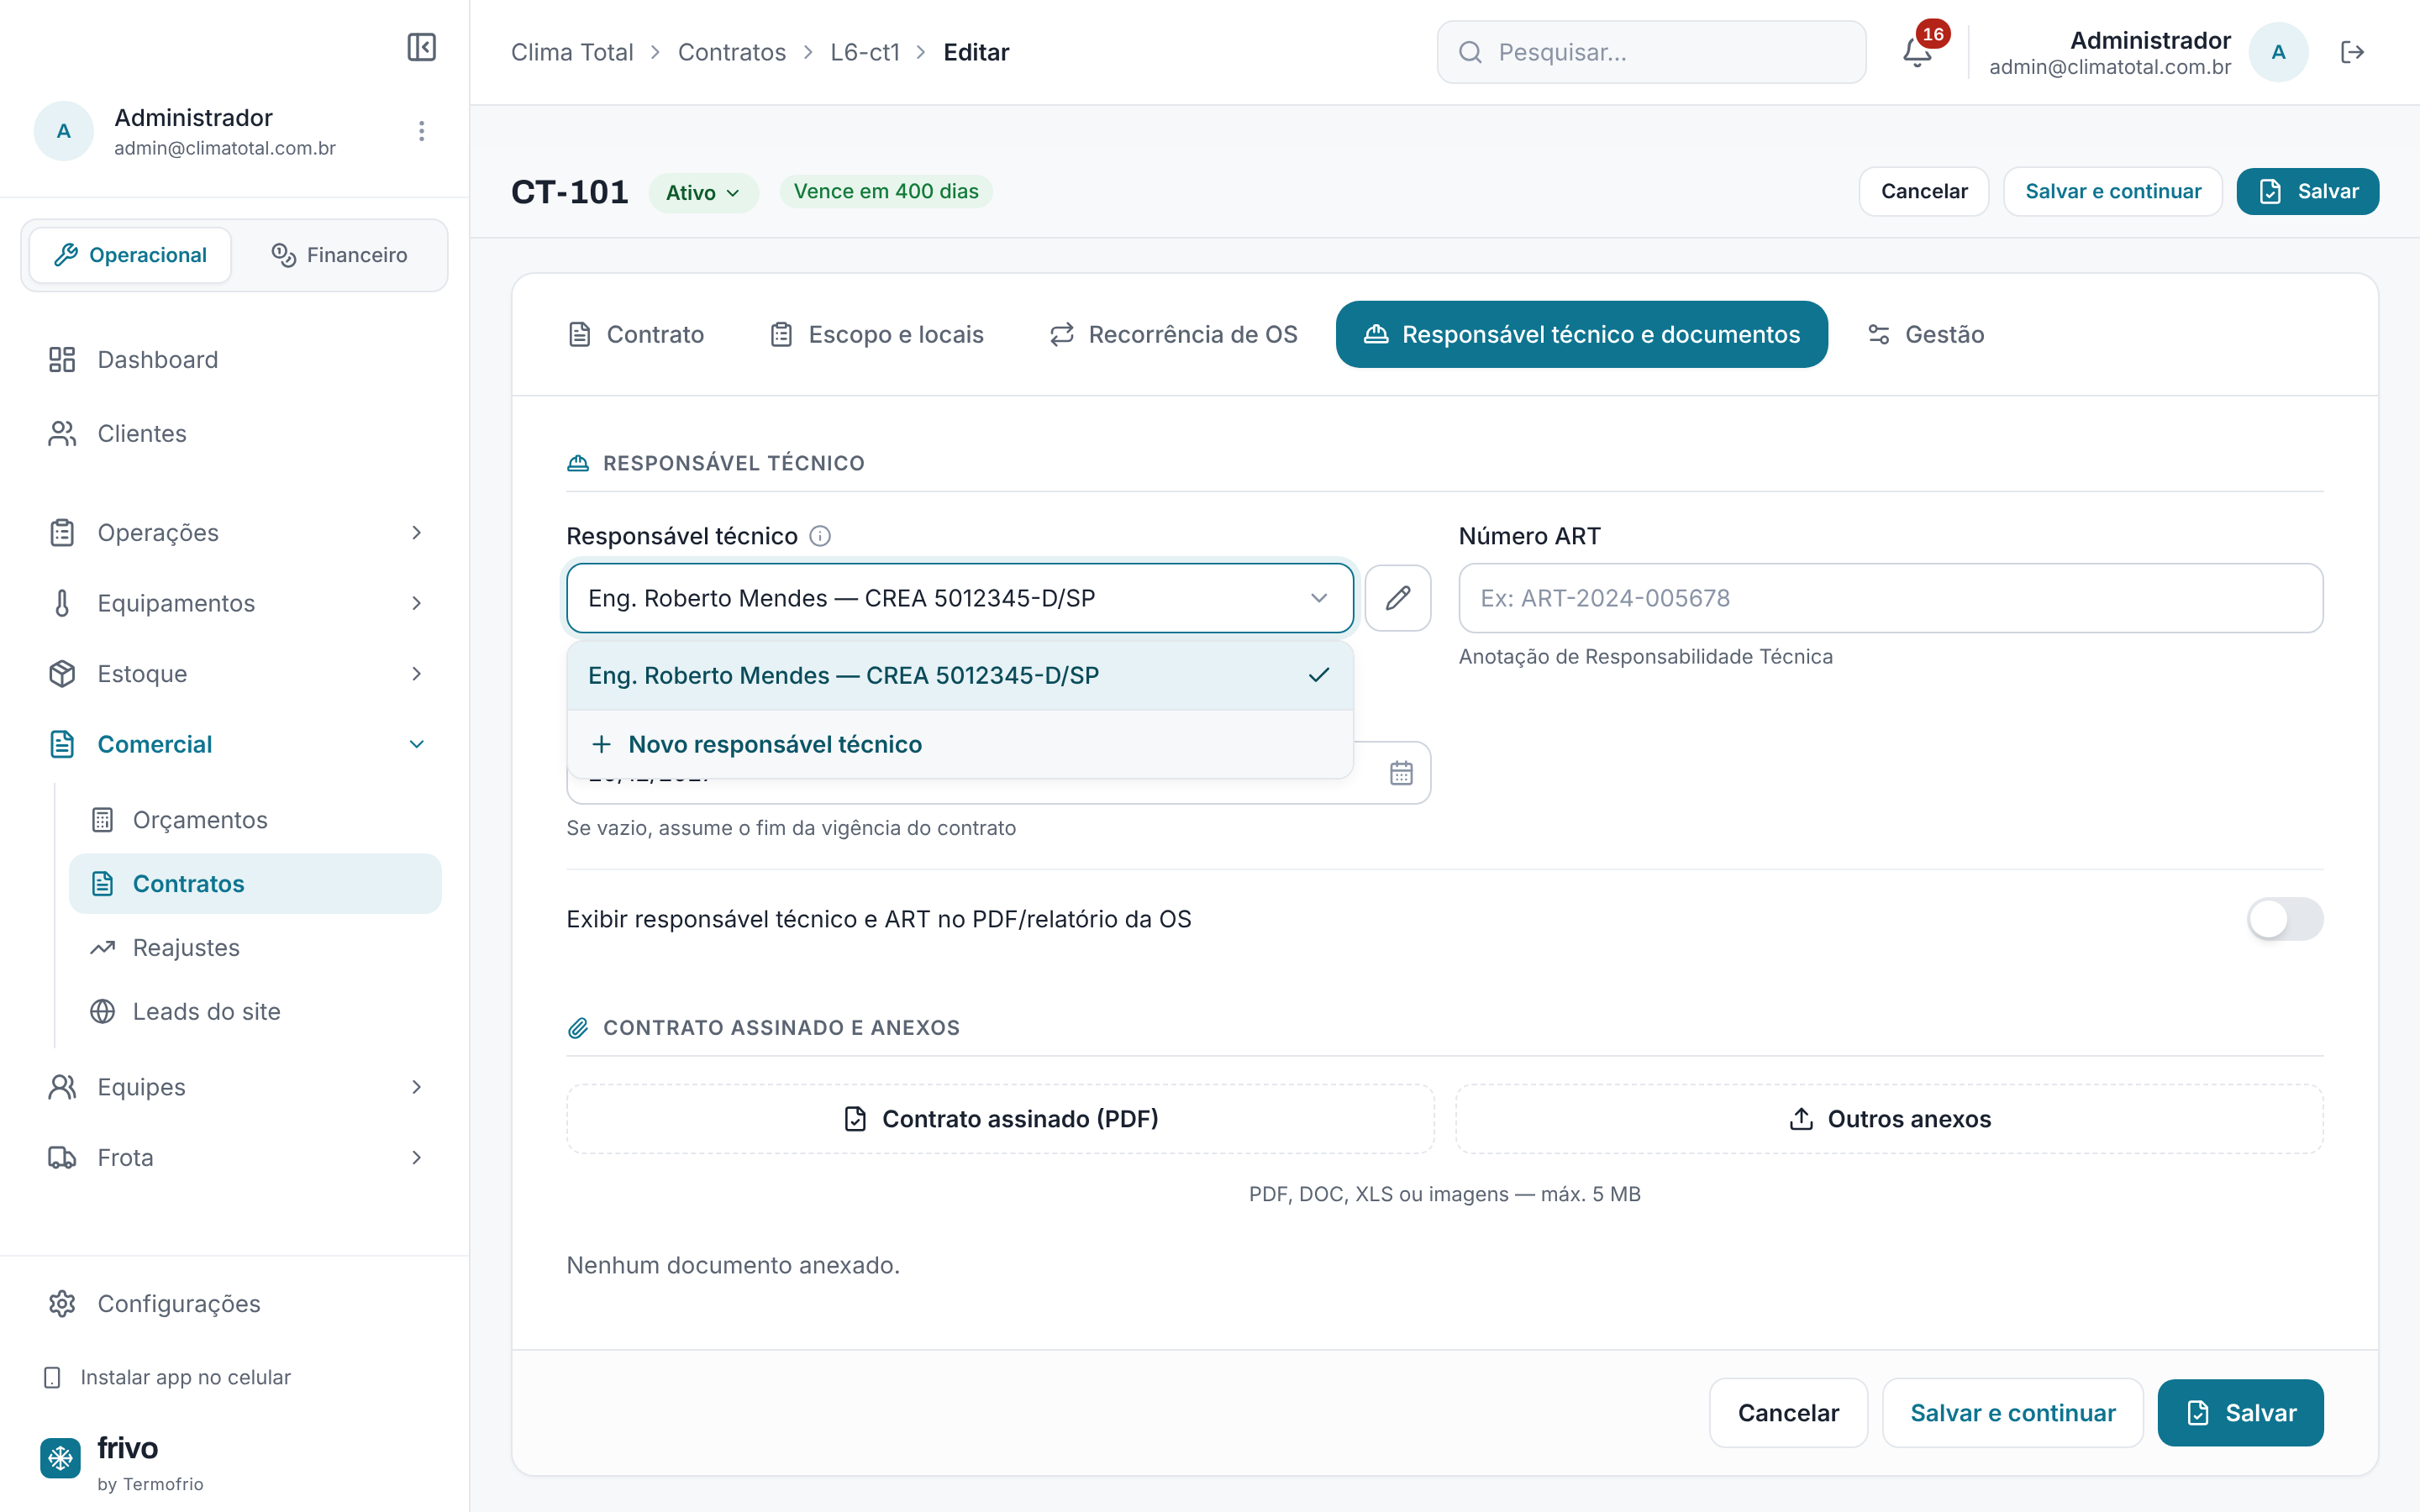 Clima Total > Contratos > L6-ct1 > Editar
Pesquisar...
16
Administrador
admin@climatotal.com.br
A
A
Administrador
admin@climatotal.com.br
Operacional
Financeiro
Dashboard
Clientes
Operações
Equipamentos
Estoque
Comercial
Orçamentos
Contratos
Reajustes
Leads do site
Equipes
Frota
Configurações
Instalar app no celular
frivo
by Termofrio
CT-101
Ativo
Vence em 400 dias
Cancelar
Salvar e continuar
Salvar
Contrato
Escopo e locais
Recorrência de OS
Responsável técnico e documentos
Gestão
RESPONSÁVEL TÉCNICO
Responsável técnico
Eng. Roberto Mendes — CREA 5012345-D/SP
Eng. Roberto Mendes — CREA 5012345-D/SP
+ Novo responsável técnico
Número ART
Ex: ART-2024-005678
Anotação de Responsabilidade Técnica
Se vazio, assume o fim da vigência do contrato
Exibir responsável técnico e ART no PDF/relatório da OS
CONTRATO ASSINADO E ANEXOS
Contrato assinado (PDF)
Outros anexos
PDF, DOC, XLS ou imagens — máx. 5 MB
Nenhum documento anexado.
Cancelar
Salvar e continuar
Salvar